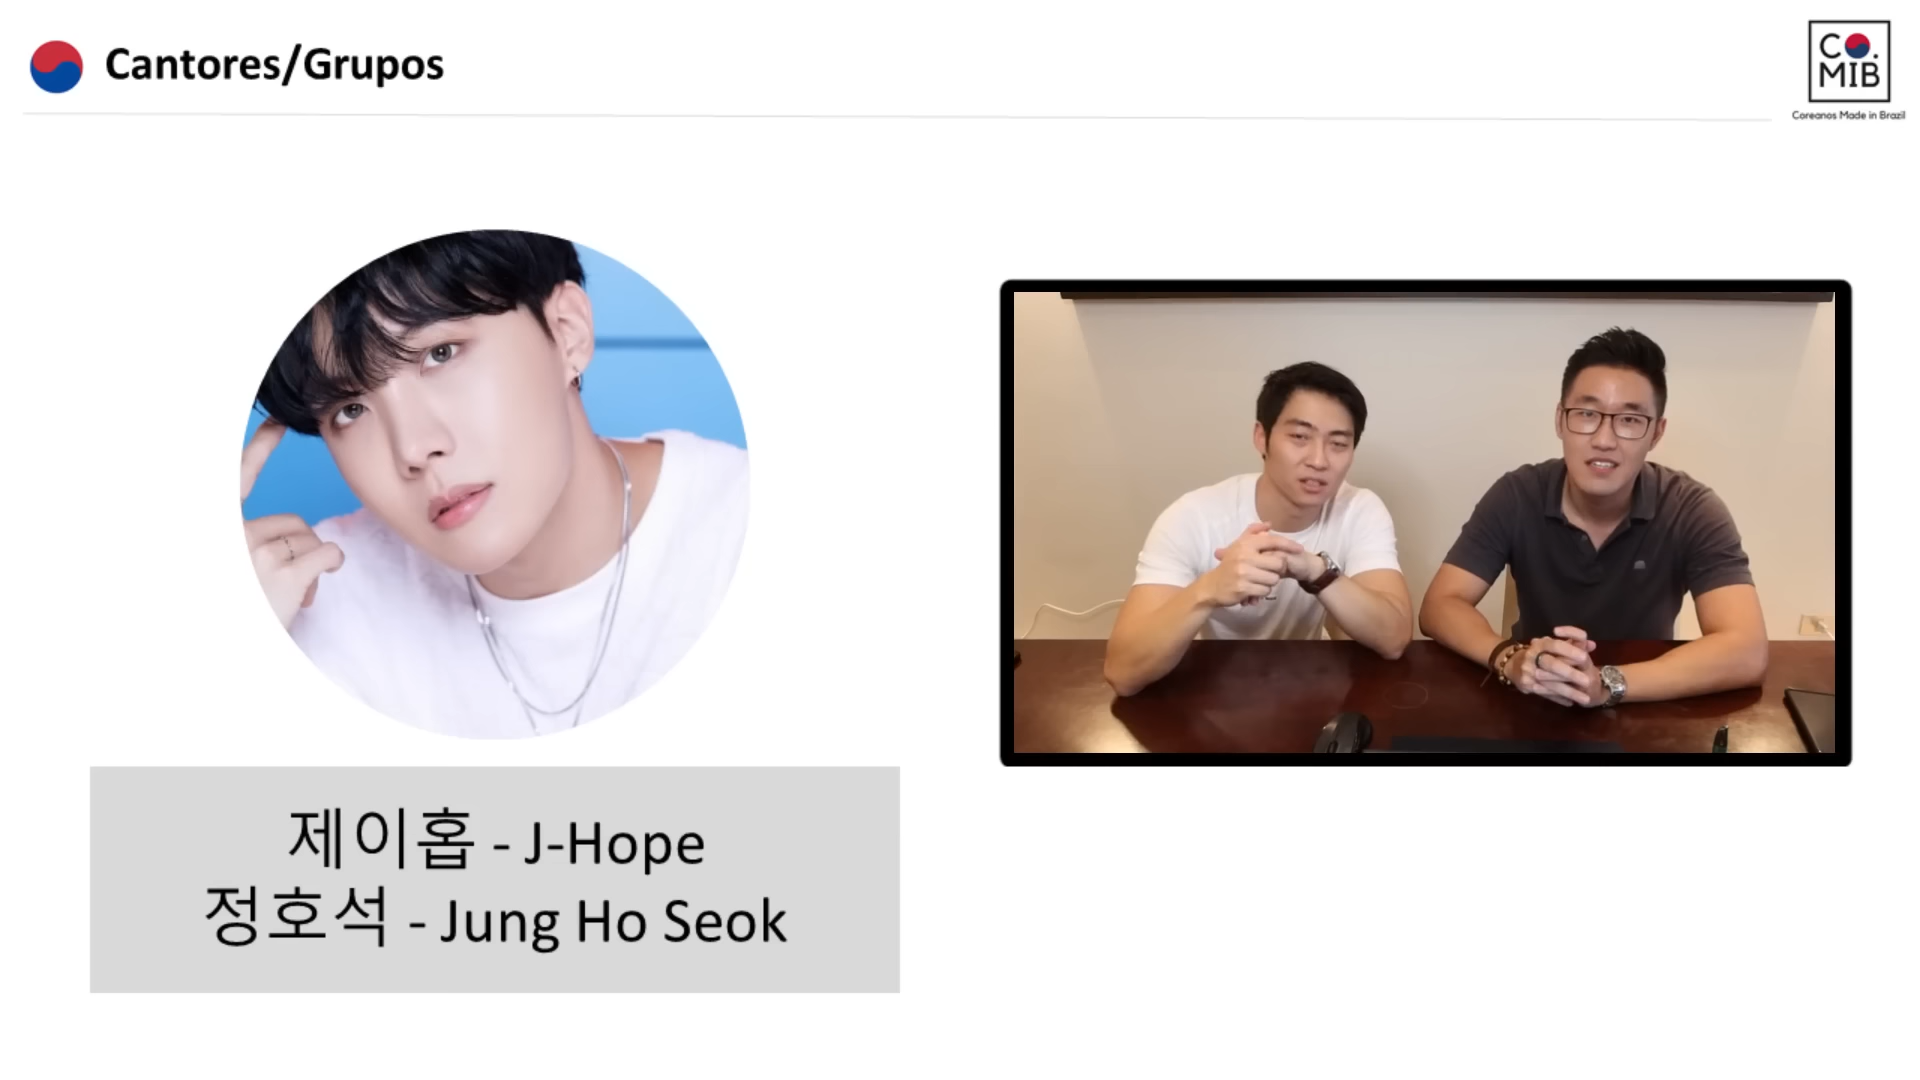 Cantores/Grupos
CO.
MIB
Coreanos Made in Brazil
제이홉 - J-Hope
정호석 - Jung Ho Seok